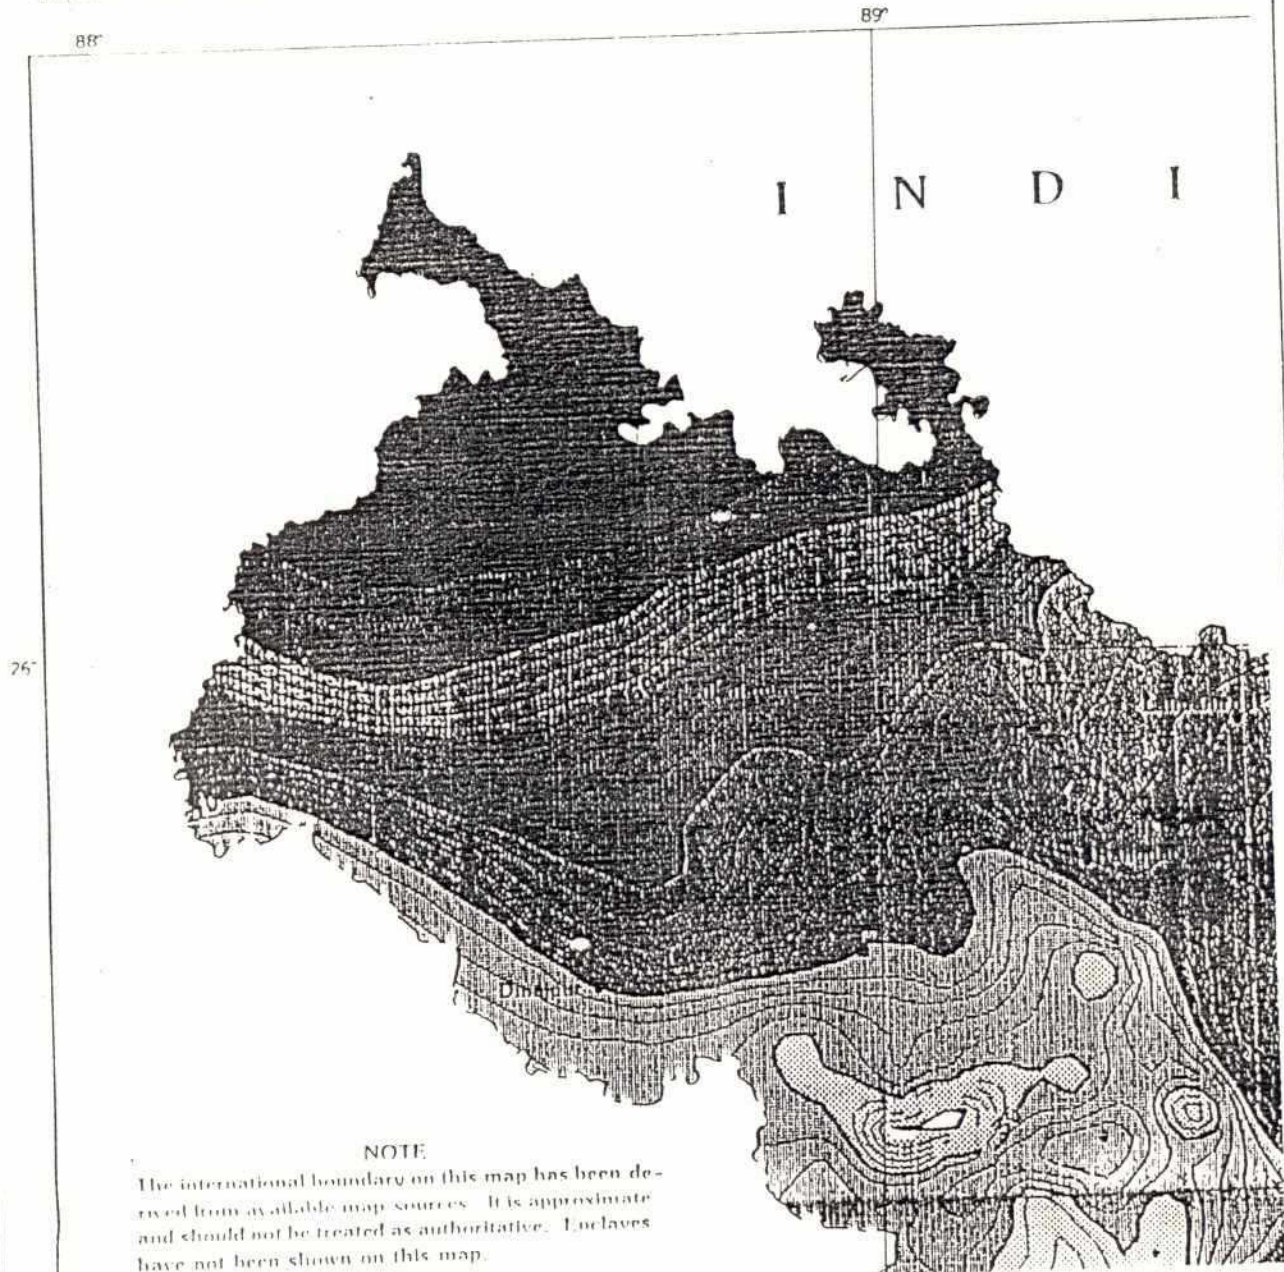 88°
89°
I N D I
26°
NOTE
The international boundary on this map has been de-
rived from available map sources. It is approximate
and should not be treated as authoritative. Enclaves
have not been shown on this map.